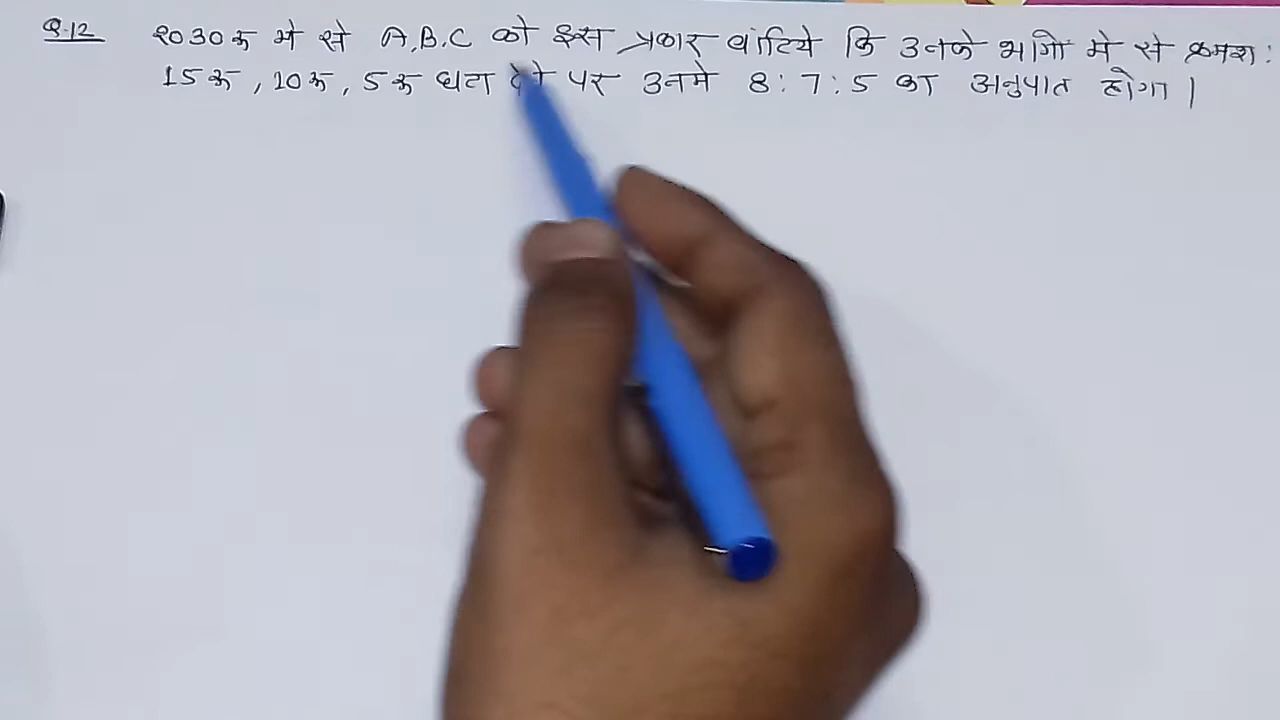 Q.12 2030रू मे से A,B,C को इस प्रकार बांटिये कि उनके भागो मे से क्रमश:
15रू , 10रू , 5रू घटा देने पर उनमे 8 : 7 : 5 का अनुपात होगा ।